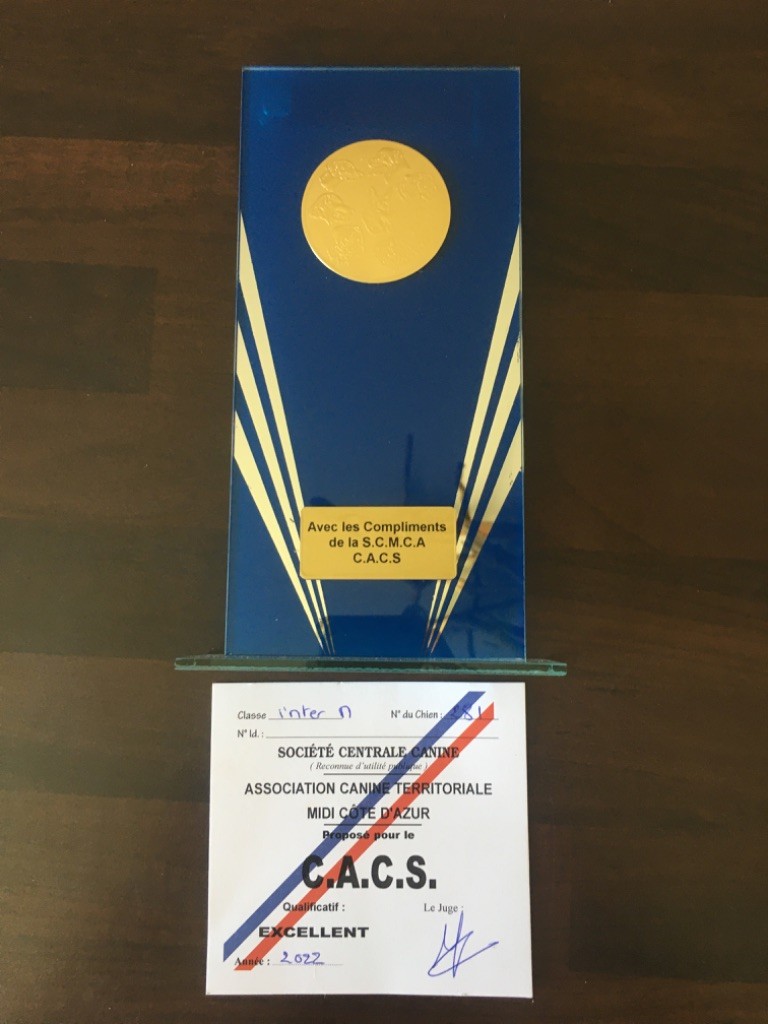 Avec les Compliments
de la S.C.M.C.A
C.A.C.S
Classe inter N° du Chien : 281
N° Id. :
SOCIÉTÉ CENTRALE CANINE
( Reconnue d'utilité publique )
ASSOCIATION CANINE TERRITORIALE
MIDI CÔTE D'AZUR
Proposé pour le
C.A.C.S.
Qualificatif : Le Juge :
EXCELLENT
Année : 2022